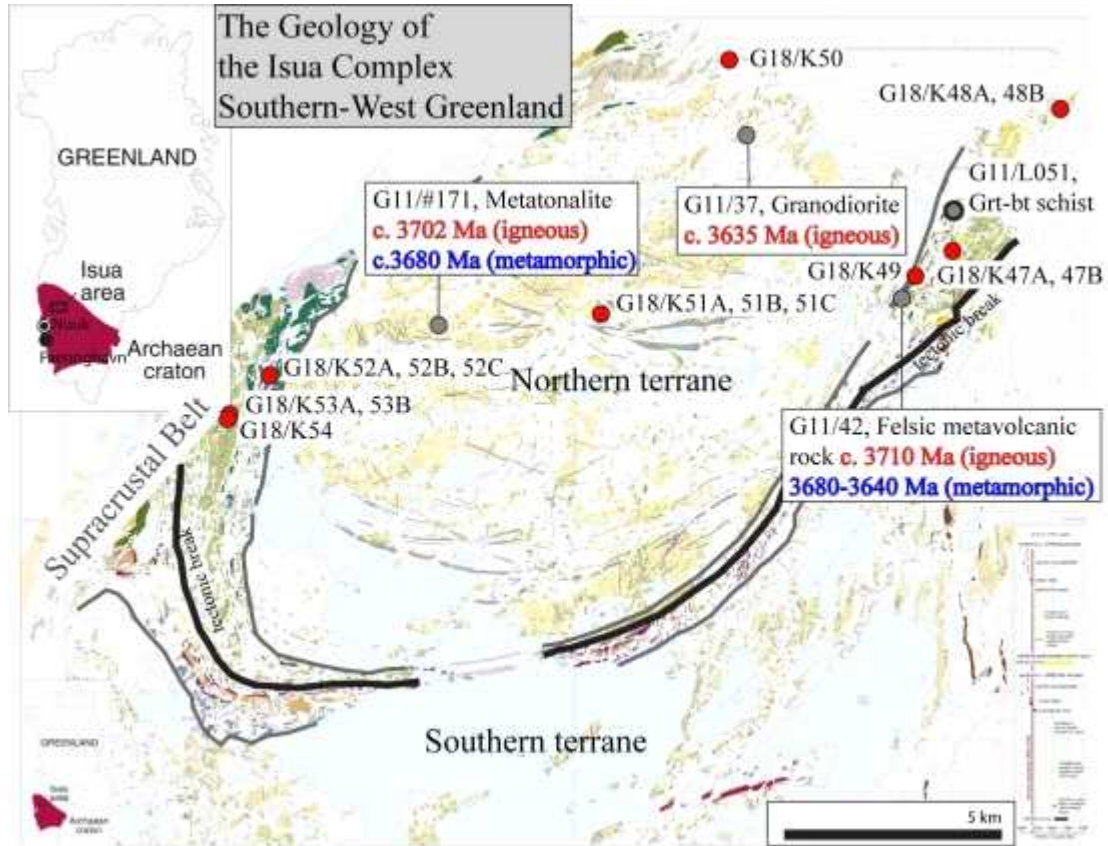 The Geology of
the Isua Complex
Southern-West Greenland
GREENLAND
Isua
area
Nuuk
Archaean
craton
G18/K50
G18/K48A, 48B
G11/L051,
Grt-bt schist
G11/#171, Metatonalite
c. 3702 Ma (igneous)
c.3680 Ma (metamorphic)
G11/37, Granodiorite
c. 3635 Ma (igneous)
G18/K49
G18/K47A, 47B
G18/K51A, 51B, 51C
tectonic break
G18/K52A, 52B, 52C
Northern terrane
G18/K53A, 53B
G18/K54
Supracrustal Belt
G11/42, Felsic metavolcanic
rock c. 3710 Ma (igneous)
3680-3640 Ma (metamorphic)
tectonic break
Southern terrane
GREENLAND
Isua
area
Archaean
craton
5 km